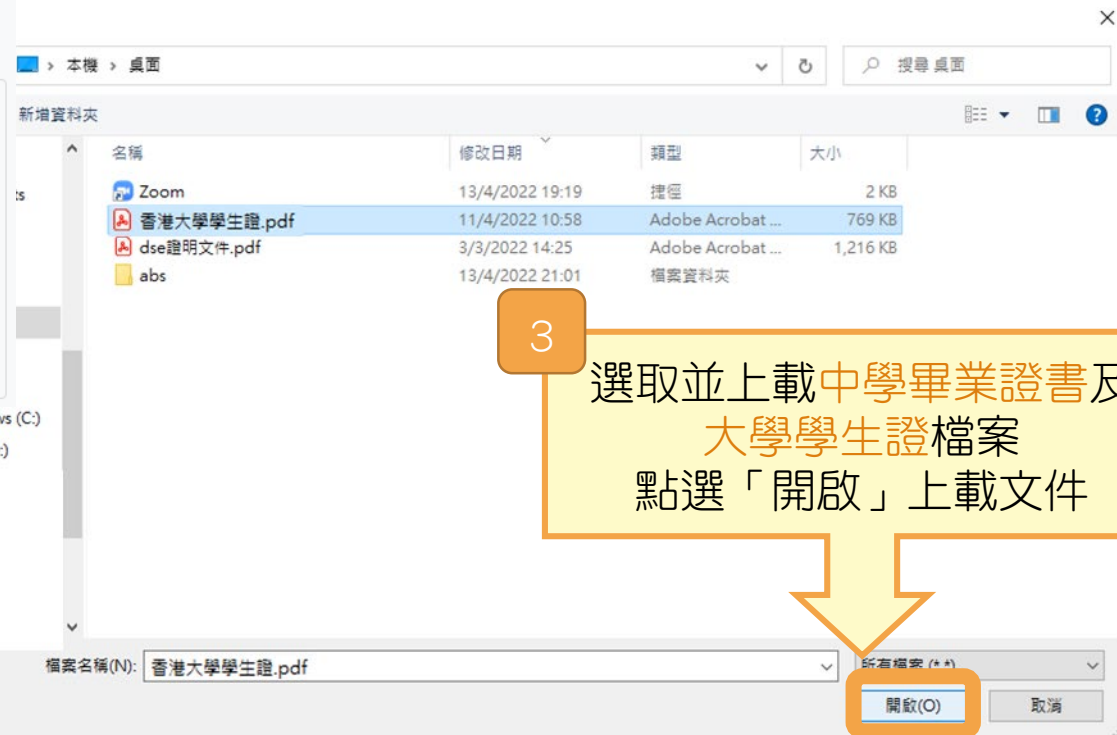 本機 › 桌面
搜尋 桌面
新增資料夾
名稱 修改日期 類型 大小
Zoom 13/4/2022 19:19 捷徑 2 KB
香港大學學生證.pdf 11/4/2022 10:58 Adobe Acrobat ... 769 KB
dse證明文件.pdf 3/3/2022 14:25 Adobe Acrobat ... 1,216 KB
abs 13/4/2022 21:01 檔案資料夾
3
選取並上載中學畢業證書及
大學學生證檔案
點選「開啟」上載文件
ts
ws (C:)
:)
檔案名稱(N): 香港大學學生證.pdf
所有檔案 (*.*)
開啟(O) 取消